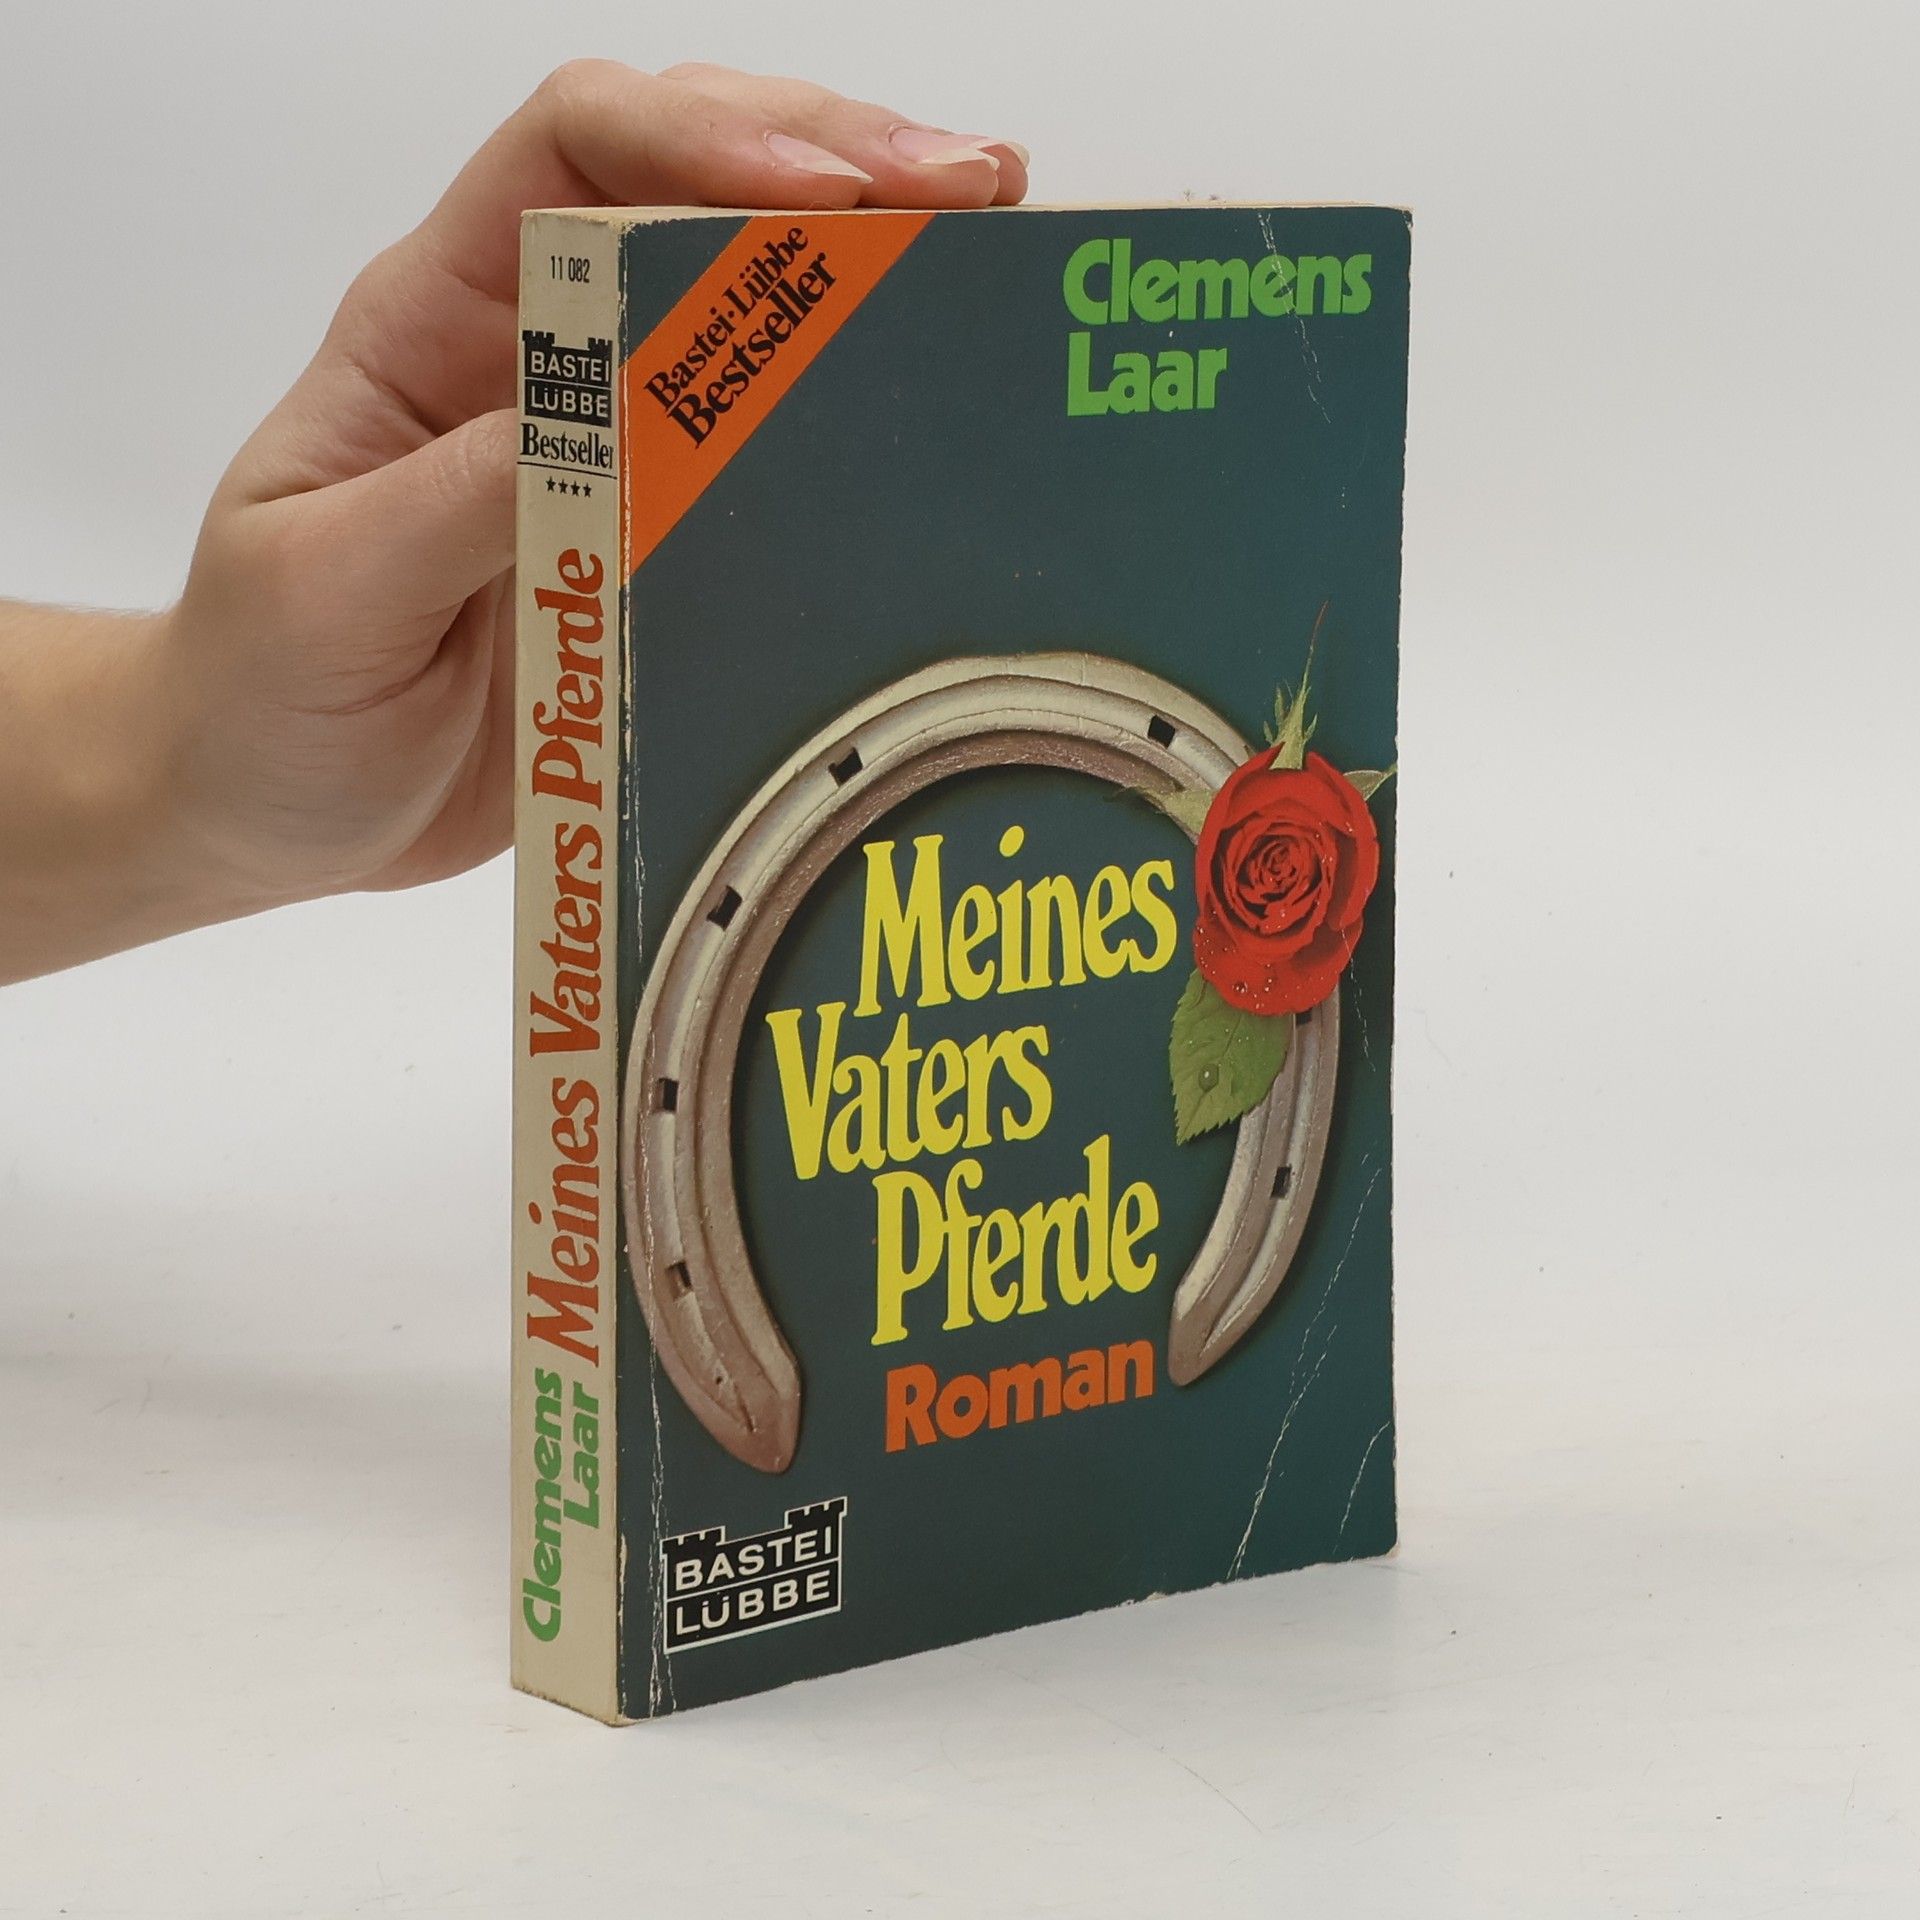 11 082
BASTEI
LÜBBE
Bestseller
★★★★
Meines Vaters Pferde
Clemens
Laar
Bastei·Lübbe
Bestseller
Clemens
Laar
Meines
Vaters
Pferde
Roman
BASTEI
LÜBBE